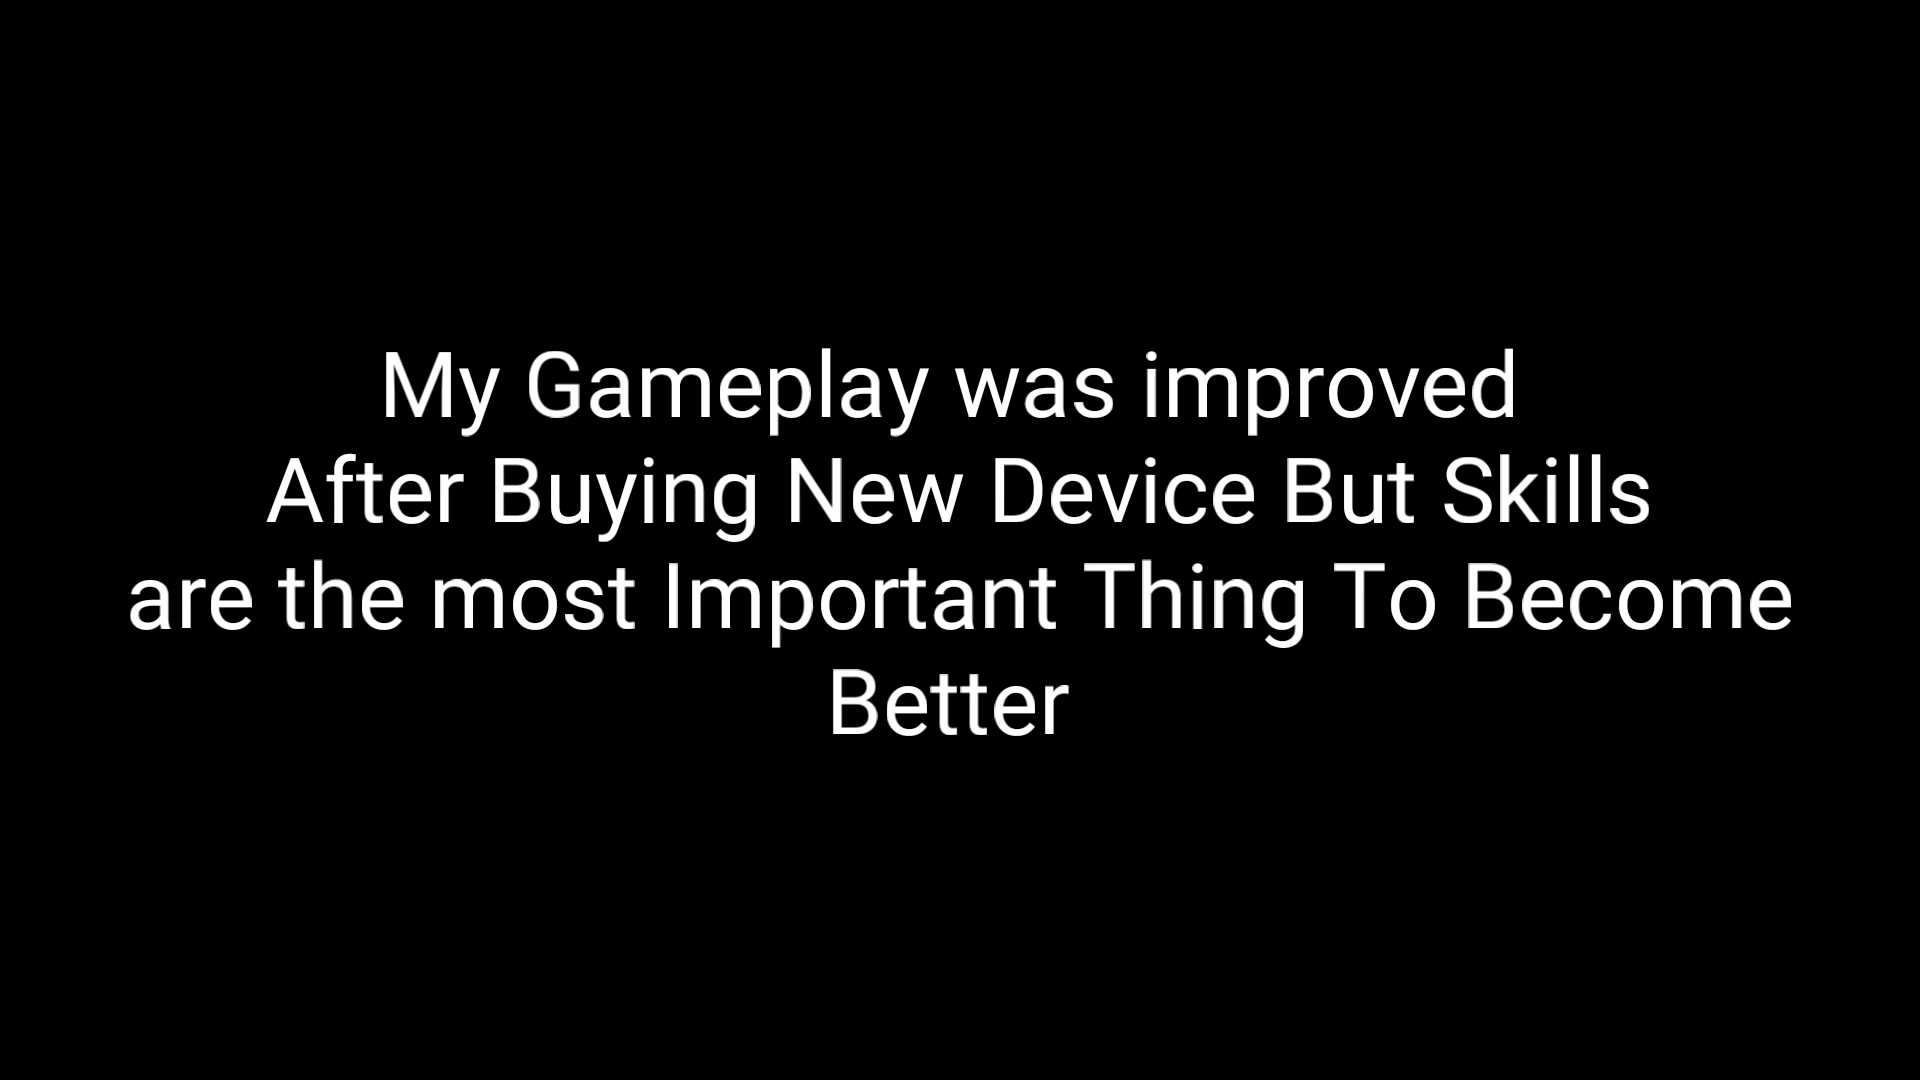 My Gameplay was improved
After Buying New Device But Skills
are the most Important Thing To Become
Better